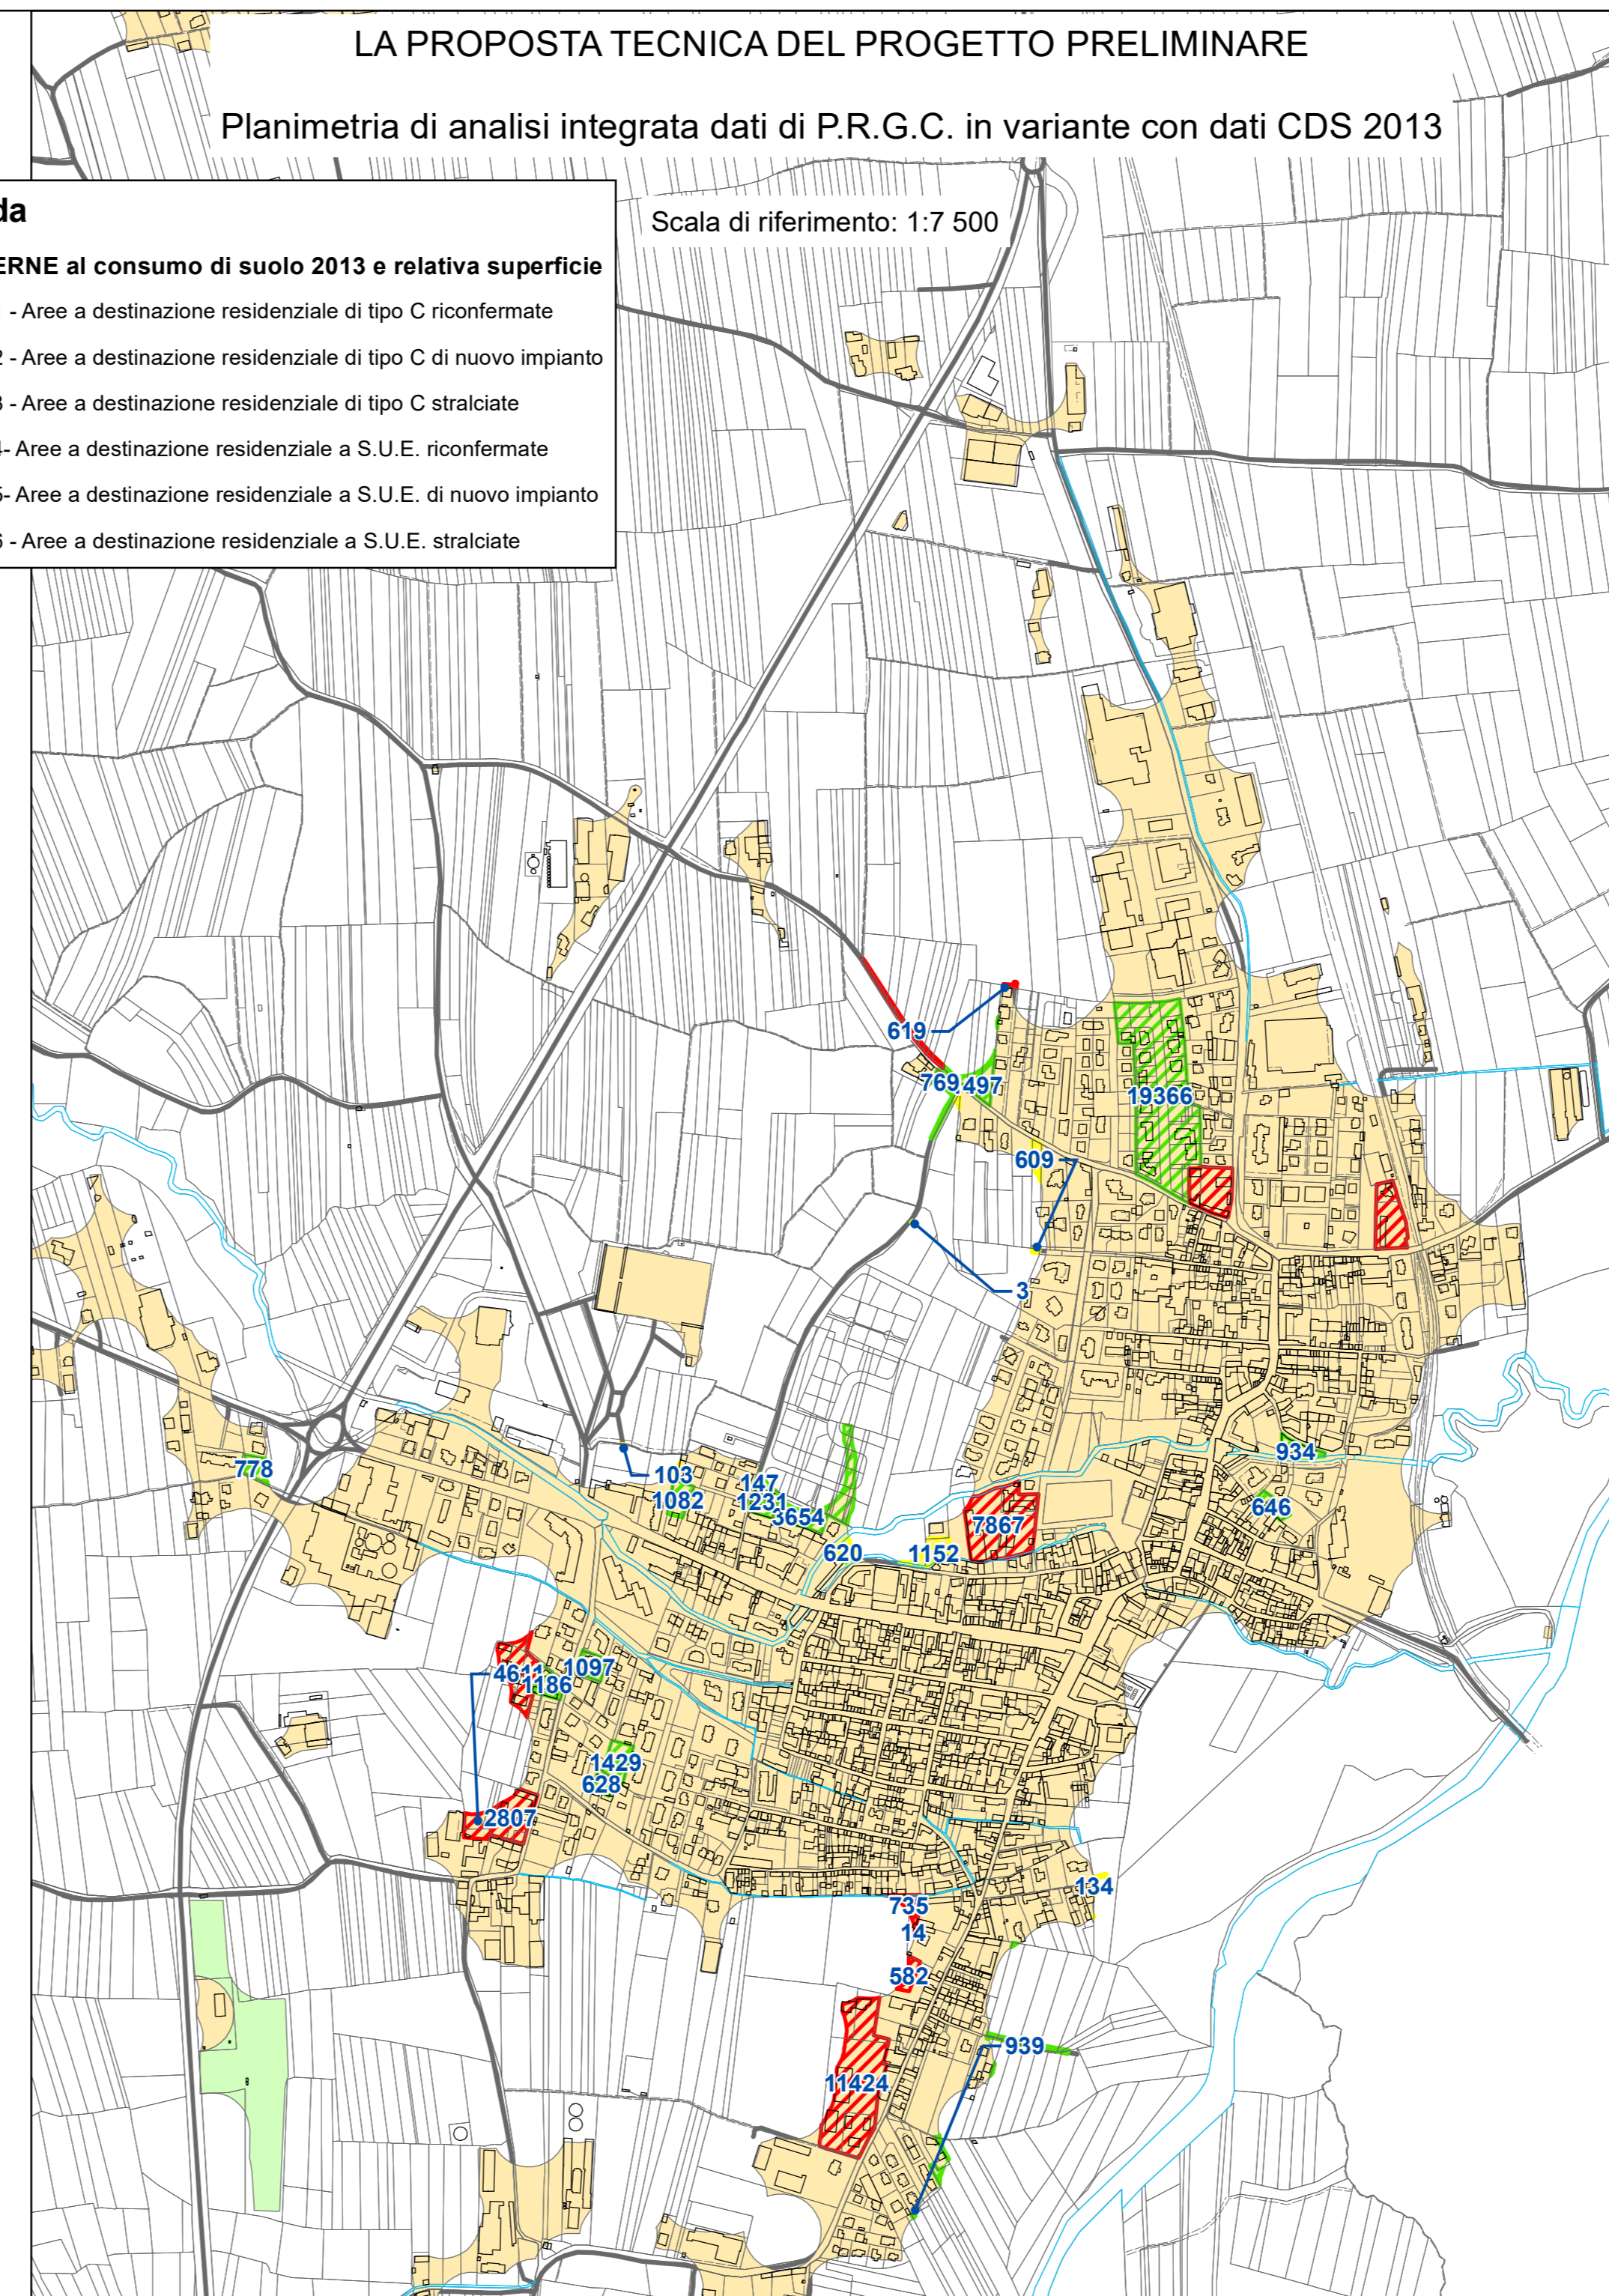 LA PROPOSTA TECNICA DEL PROGETTO PRELIMINARE
Planimetria di analisi integrata dati di P.R.G.C. in variante con dati CDS 2013
Scala di riferimento: 1:7 500
da
ERNE al consumo di suolo 2013 e relativa superficie
- Aree a destinazione residenziale di tipo C riconfermate
2 - Aree a destinazione residenziale di tipo C di nuovo impianto
3 - Aree a destinazione residenziale di tipo C stralciate
4- Aree a destinazione residenziale a S.U.E. riconfermate
5- Aree a destinazione residenziale a S.U.E. di nuovo impianto
6 - Aree a destinazione residenziale a S.U.E. stralciate
619
769
497
19366
609
3
934
778
103
147
1082
1231
3654
646
7867
620
1152
4611
1097
1186
1429
628
2807
134
735
14
582
939
11424